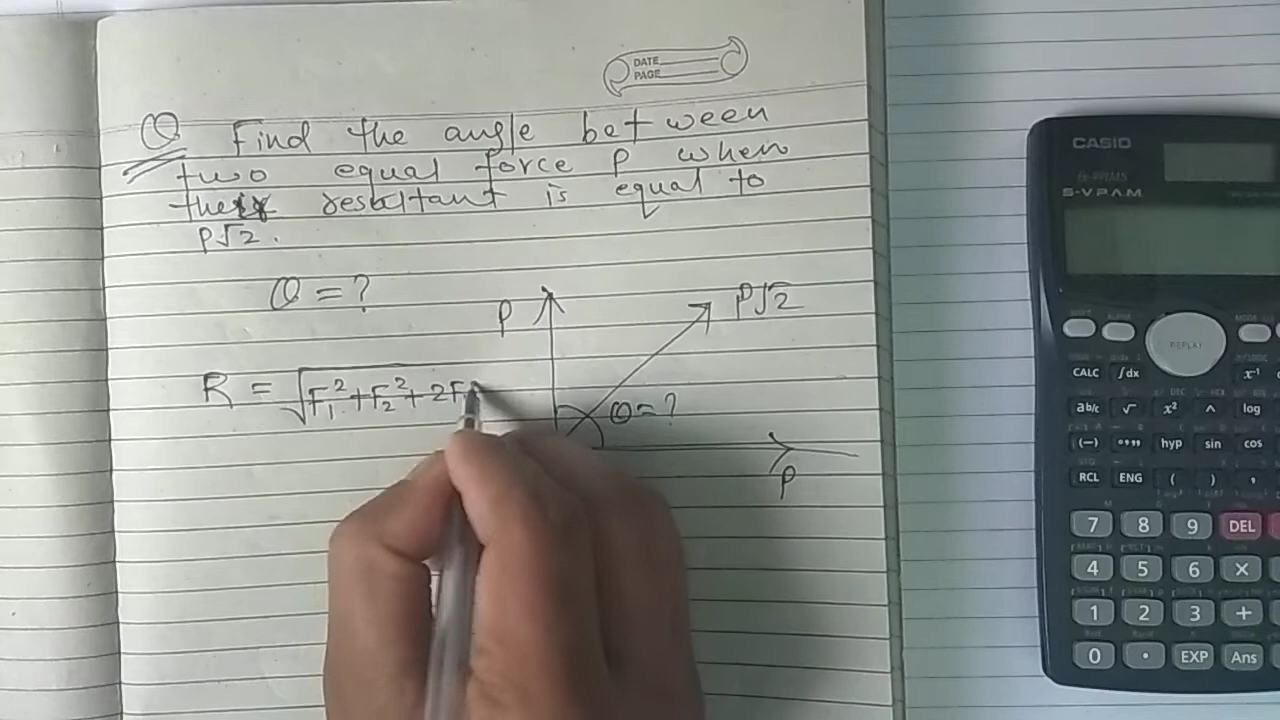 DATE
PAGE
Q Find the angle between
two equal force P when
their resultant is equal to
P√2.
θ = ?
P
P√2
R = √F₁² + F₂² + 2F
θ = ?
P
CASIO
S-V.P.A.M.
REPLAY
CALC ∫dx x⁻¹
ab/c √ x² ^ log
(−) °’” hyp sin cos
RCL ENG ( ) ,
7 8 9 DEL
4 5 6 ×
1 2 3 +
0 . EXP Ans